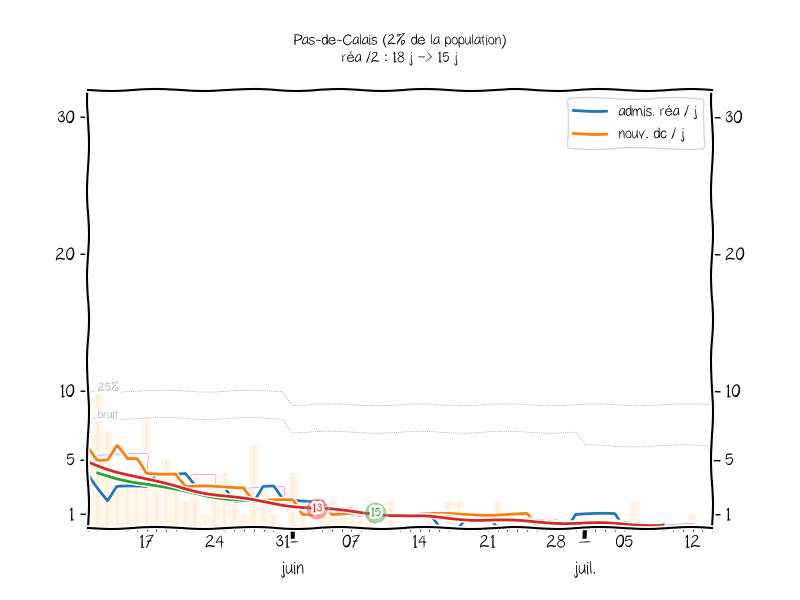 Pas-de-Calais (2% de la population)
réa /2 : 18 j -> 15 j
admis. réa / j
nouv. dc / j
30 30
20 20
10 10
25%
bruit
5 5
13 15
1 1
17 24 31 07 14 21 28 05 12
juin juil.